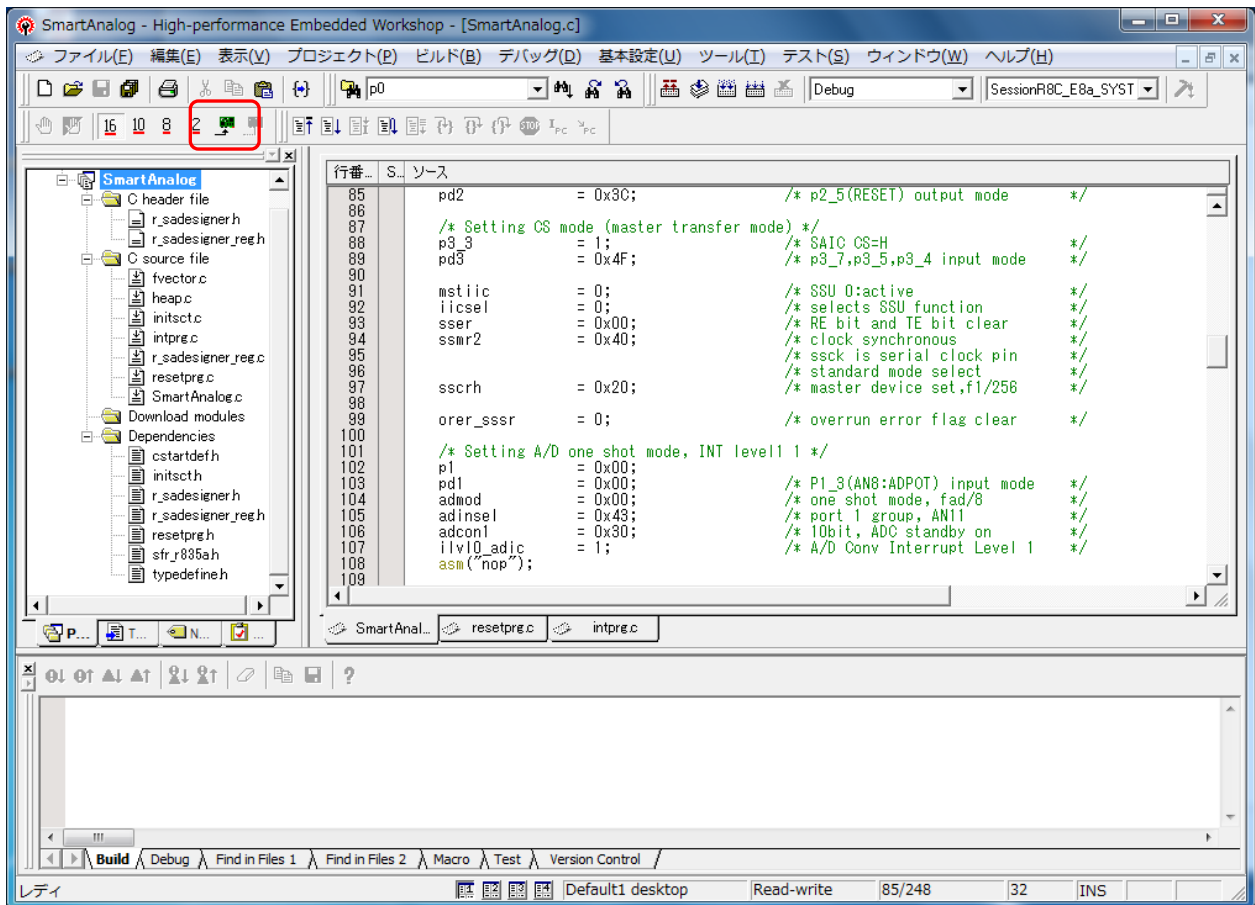 SmartAnalog - High-performance Embedded Workshop - [SmartAnalog.c]
ファイル(F) 編集(E) 表示(V) プロジェクト(P) ビルド(B) デバッグ(D) 基本設定(U) ツール(T) テスト(S) ウィンドウ(W) ヘルプ(H)
p0 Debug SessionR8C_E8a_SYST
16 10 8 2 STOP IPC PC
SmartAnalog
C header file
r_sadesigner.h
r_sadesigner_reg.h
C source file
fvector.c
heap.c
initsct.c
intprg.c
r_sadesigner_reg.c
resetprg.c
SmartAnalog.c
Download modules
Dependencies
cstartdef.h
initsct.h
r_sadesigner.h
r_sadesigner_reg.h
resetprg.h
sfr_r835a.h
typedefine.h
P... T... N... ...
行番... S... ソース
85 pd2 = 0x3C; /* p2_5(RESET) output mode */
86
87 /* Setting CS mode (master transfer mode) */
88 p3_3 = 1; /* SAIC CS=H */
89 pd3 = 0x4F; /* p3_7,p3_5,p3_4 input mode */
90
91 mstiic = 0; /* SSU 0:active */
92 iicsel = 0; /* selects SSU function */
93 sser = 0x00; /* RE bit and TE bit clear */
94 ssmr2 = 0x40; /* clock synchronous */
95 /* ssck is serial clock pin */
96 /* standard mode select */
97 sscrh = 0x20; /* master device set,f1/256 */
98
99 orer_sssr = 0; /* overrun error flag clear */
100
101 /* Setting A/D one shot mode, INT level1 1 */
102 p1 = 0x00;
103 pd1 = 0x00; /* P1_3(AN8:ADPOT) input mode */
104 admod = 0x00; /* one shot mode, fad/8 */
105 adinsel = 0x43; /* port 1 group, AN11 */
106 adcon1 = 0x30; /* 10bit, ADC standby on */
107 ilvl0_adic = 1; /* A/D Conv Interrupt Level 1 */
108 asm("nop");
109
SmartAnal... resetprg.c intprg.c
Build Debug Find in Files 1 Find in Files 2 Macro Test Version Control
レディ 1 2 3 4 Default1 desktop Read-write 85/248 32 INS